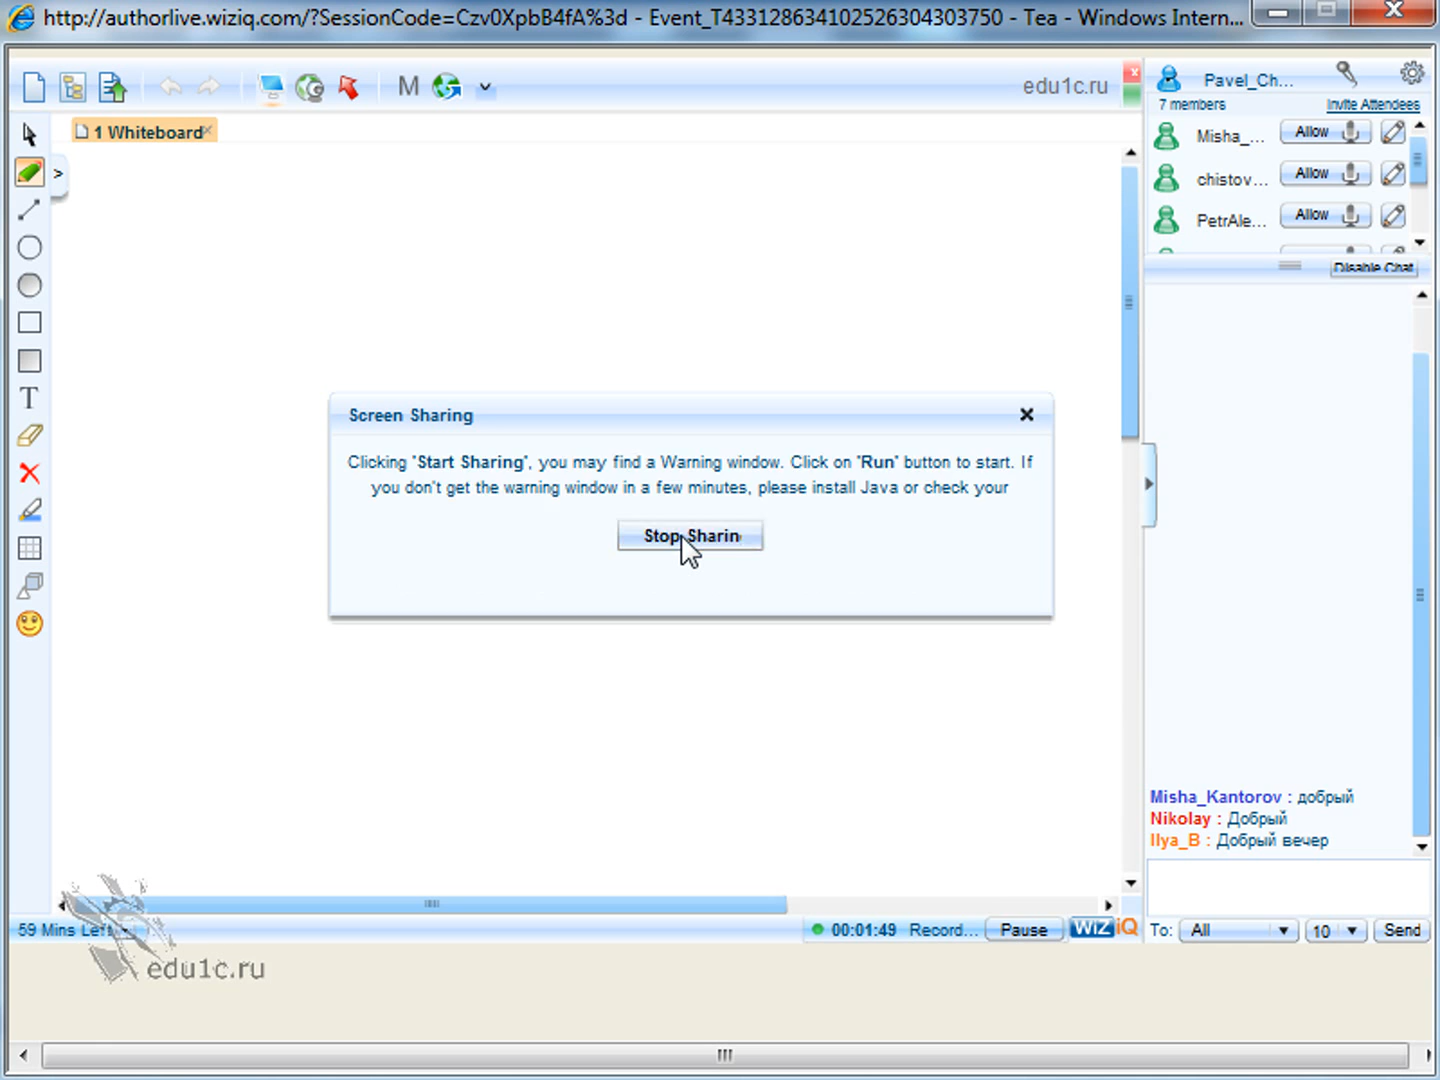 http://authorlive.wiziq.com/?SessionCode=Czv0XpbB4fA%3d - Event_T433128634102526304303750 - Tea - Windows Intern...
M
edu1c.ru
Pavel_Ch...
7 members
Invite Attendees
1 Whiteboard
Misha_...
Allow
chistov...
Allow
PetrAle...
Allow
Disable Chat
T
Screen Sharing
Clicking "Start Sharing", you may find a Warning window. Click on "Run" button to start. If
you don't get the warning window in a few minutes, please install Java or check your
Stop Sharin
Misha_Kantorov : добрый
Nikolay : Добрый
Ilya_B : Добрый вечер
59 Mins Left
00:01:49 Record...
Pause
WiZiQ
To:
All
10
Send
edu1c.ru